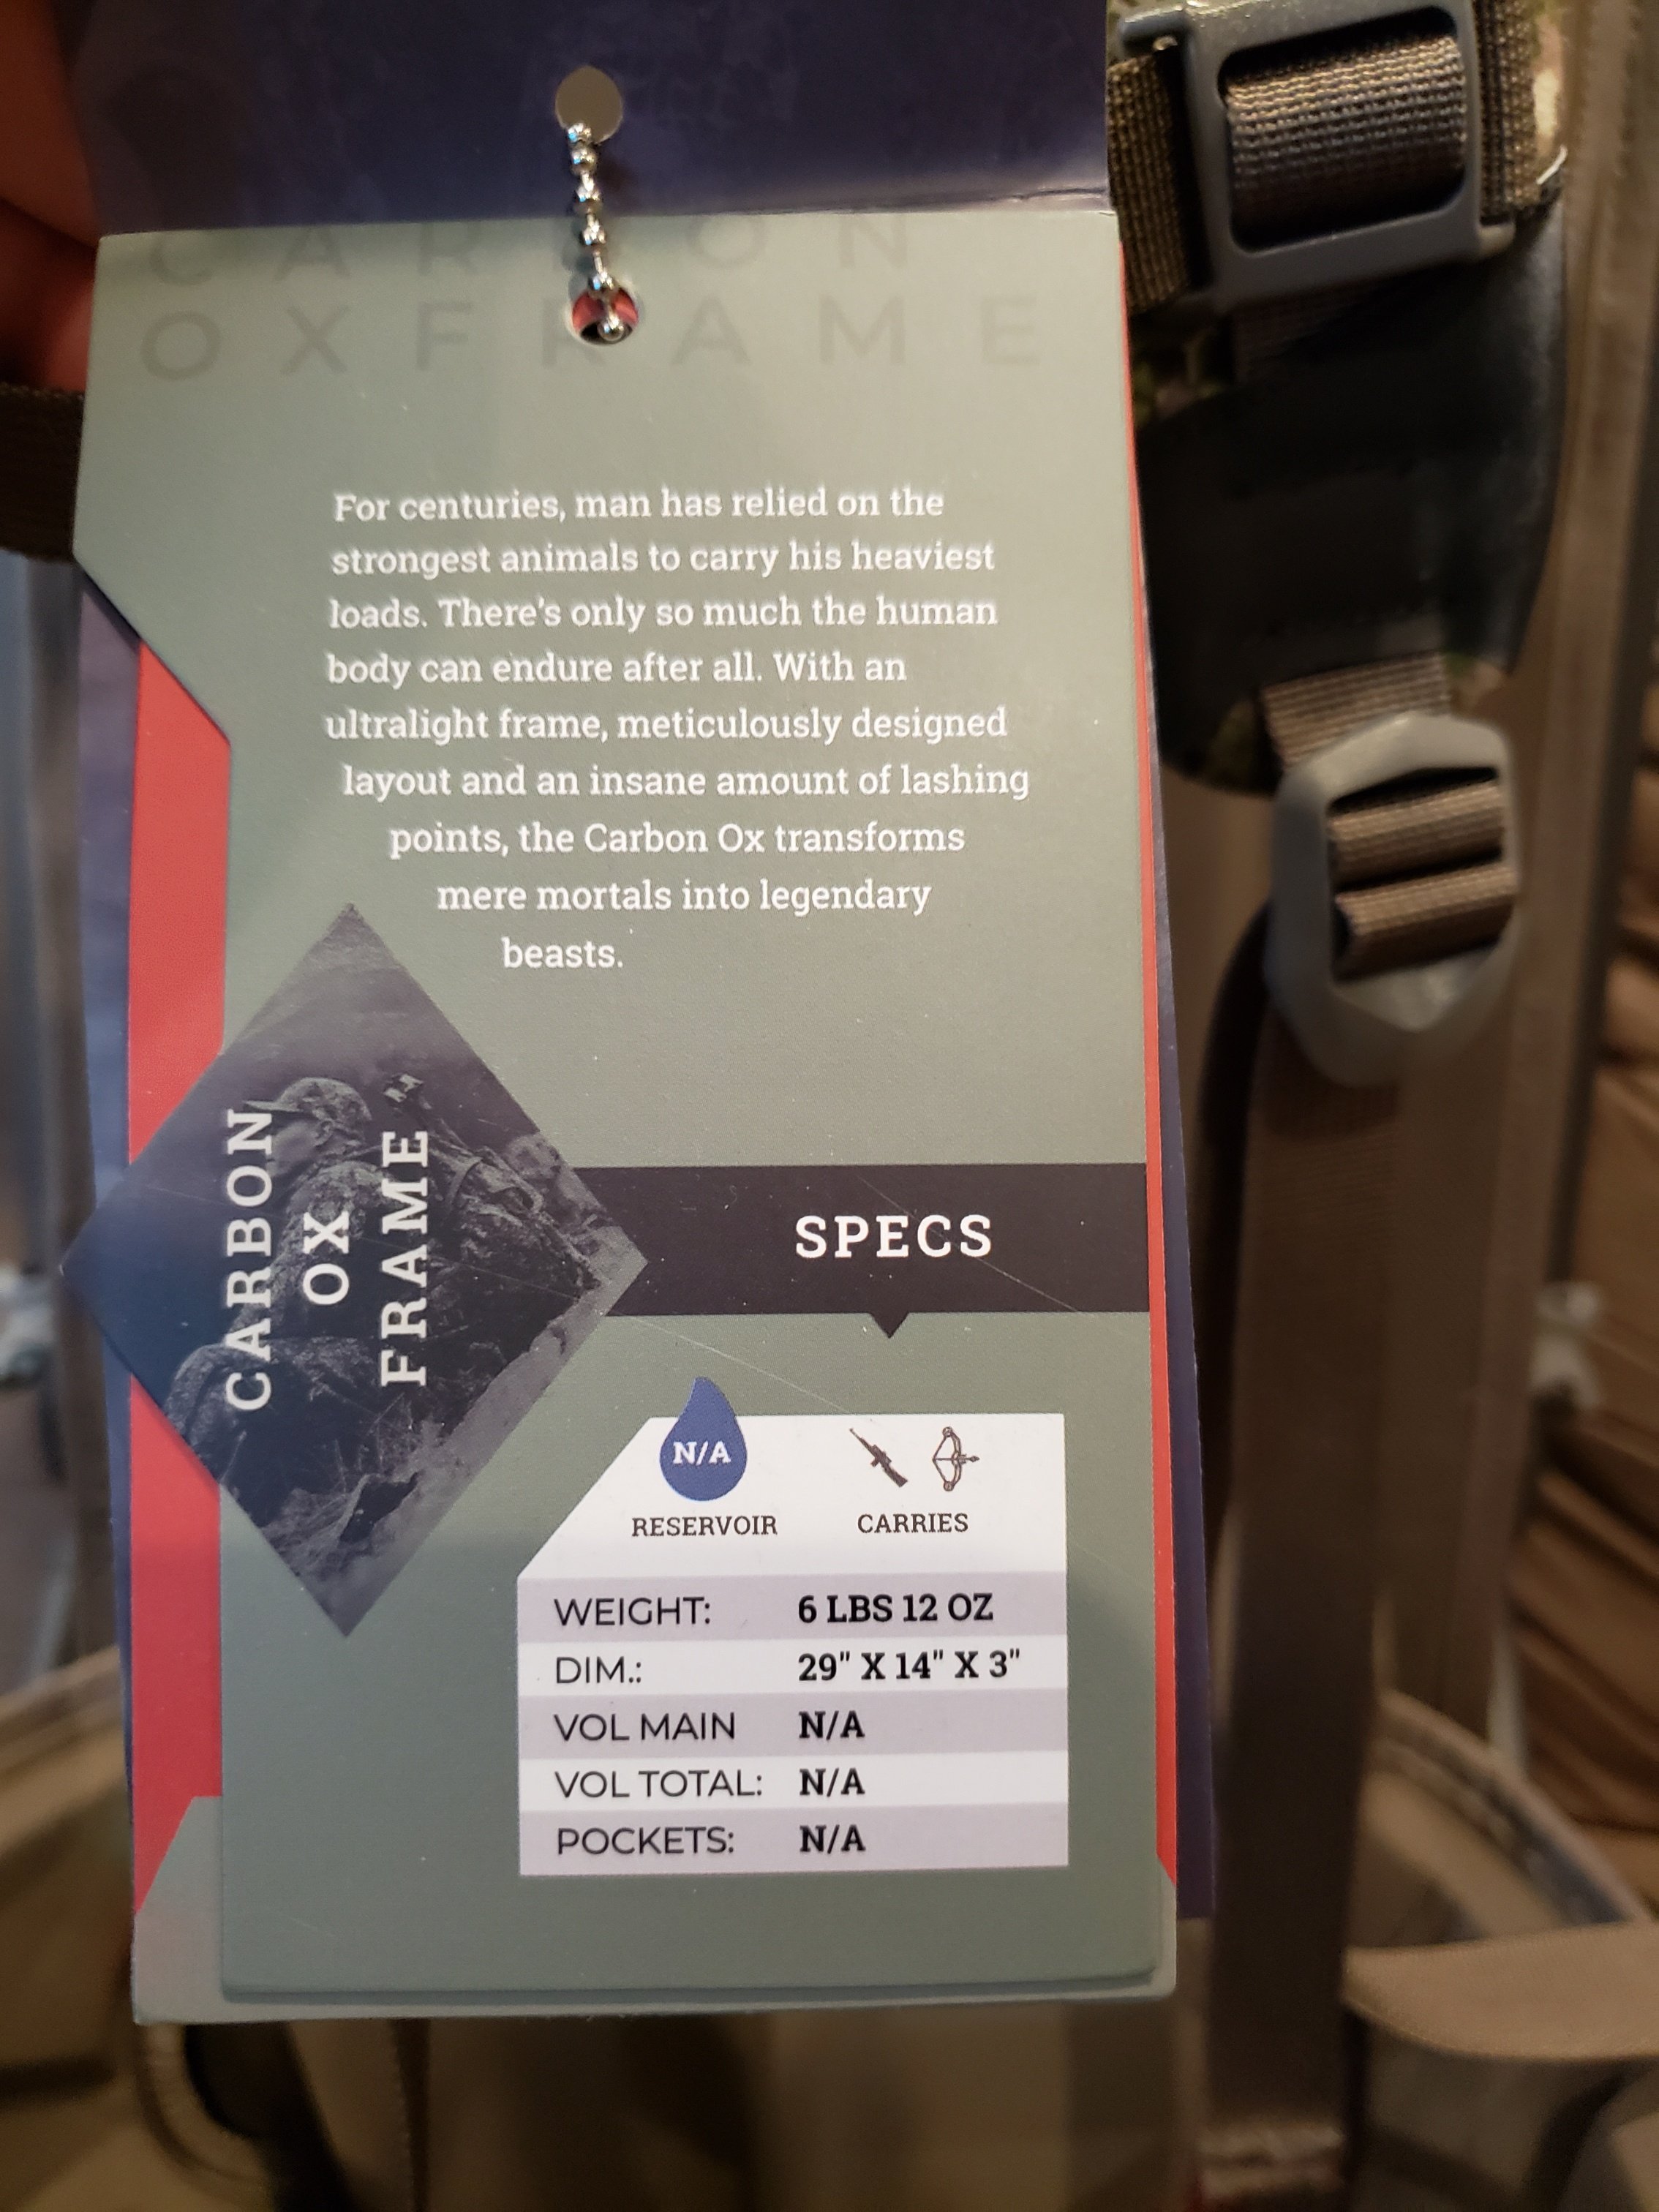 CARBON
OXFRAME
For centuries, man has relied on the
strongest animals to carry his heaviest
loads. There's only so much the human
body can endure after all. With an
ultralight frame, meticulously designed
layout and an insane amount of lashing
points, the Carbon Ox transforms
mere mortals into legendary
beasts.
CARBON
OX
FRAME
SPECS
N/A
RESERVOIR
CARRIES
WEIGHT: 6 LBS 12 OZ
DIM.: 29" X 14" X 3"
VOL MAIN N/A
VOL TOTAL: N/A
POCKETS: N/A